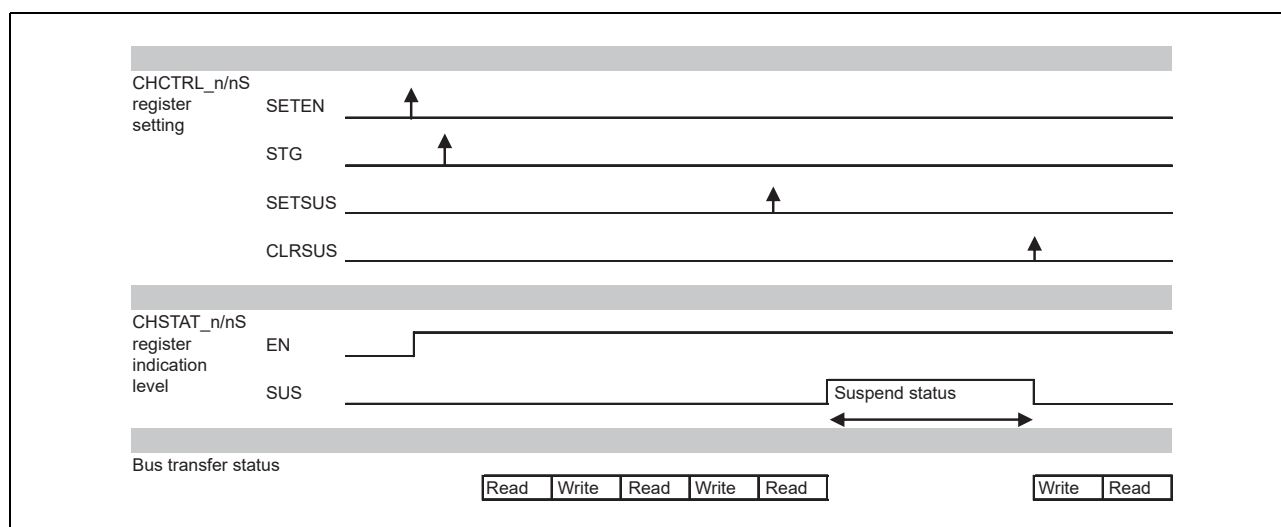 CHCTRL_n/nS
register
setting
SETEN
STG
SETSUS
CLRSUS
CHSTAT_n/nS
register
indication
level
EN
SUS
Suspend status
Bus transfer status
Read Write Read Write Read Write Read